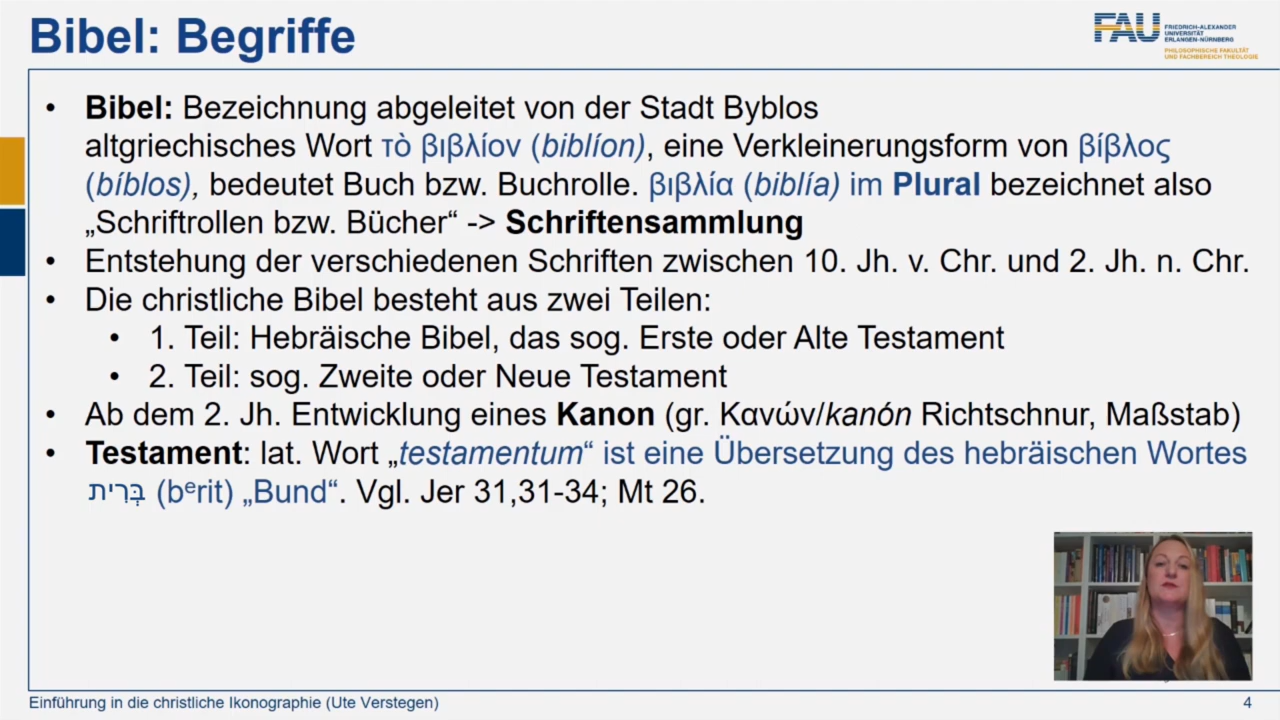 Bibel: Begriffe
FAU
FRIEDRICH-ALEXANDER
UNIVERSITÄT
ERLANGEN-NÜRNBERG
PHILOSOPHISCHE FAKULTÄT
UND FACHBEREICH THEOLOGIE
• Bibel: Bezeichnung abgeleitet von der Stadt Byblos
altgriechisches Wort τὸ βιβλίον (biblíon), eine Verkleinerungsform von βίβλος
(bíblos), bedeutet Buch bzw. Buchrolle. βιβλία (biblía) im Plural bezeichnet also
„Schriftrollen bzw. Bücher“ -> Schriftensammlung
• Entstehung der verschiedenen Schriften zwischen 10. Jh. v. Chr. und 2. Jh. n. Chr.
• Die christliche Bibel besteht aus zwei Teilen:
• 1. Teil: Hebräische Bibel, das sog. Erste oder Alte Testament
• 2. Teil: sog. Zweite oder Neue Testament
• Ab dem 2. Jh. Entwicklung eines Kanon (gr. Κανών/kanón Richtschnur, Maßstab)
• Testament: lat. Wort „testamentum“ ist eine Übersetzung des hebräischen Wortes
בְּרִית (bᵉrit) „Bund“. Vgl. Jer 31,31-34; Mt 26.
Einführung in die christliche Ikonographie (Ute Verstegen)
4